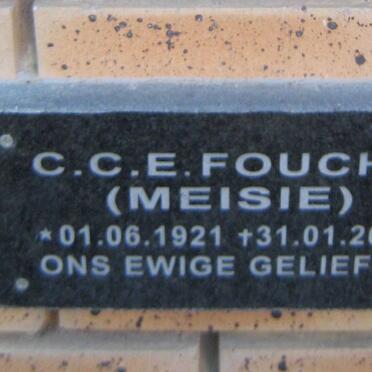 C.C.E. FOUCH
(MEISIE)
*01.06.1921 †31.01.20
ONS EWIGE GELIEF